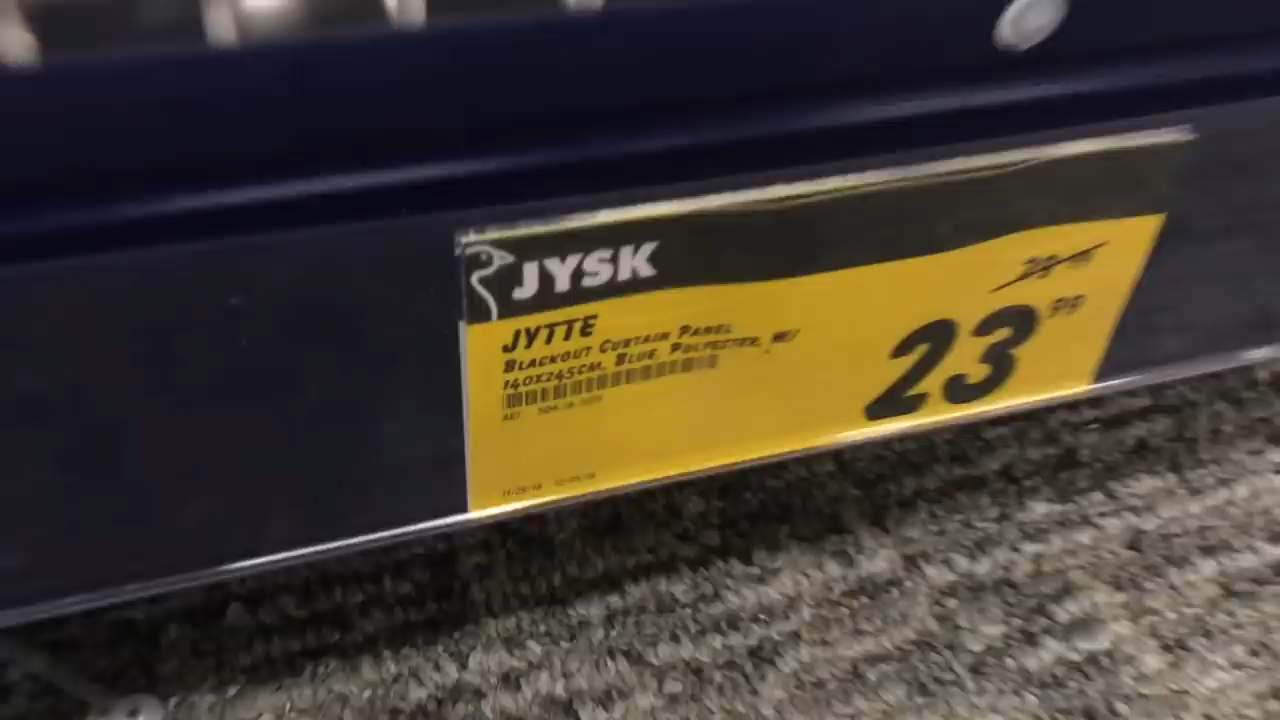 JYSK
JYTTE
BLACKOUT CURTAIN PANEL
140X245CM, BLUE, POLYESTER, W/
23.99